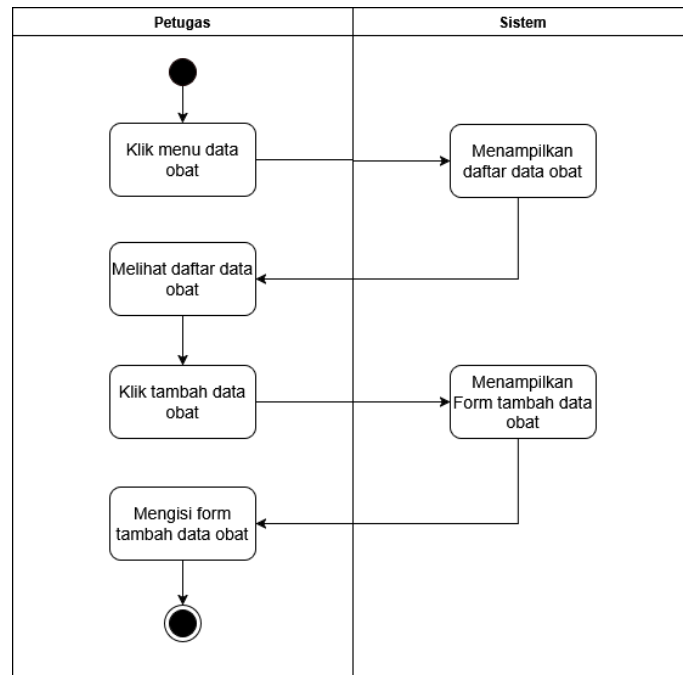 Petugas
Sistem
Klik menu data
obat
Menampilkan
daftar data obat
Melihat daftar data
obat
Klik tambah data
obat
Menampilkan
Form tambah data
obat
Mengisi form
tambah data obat